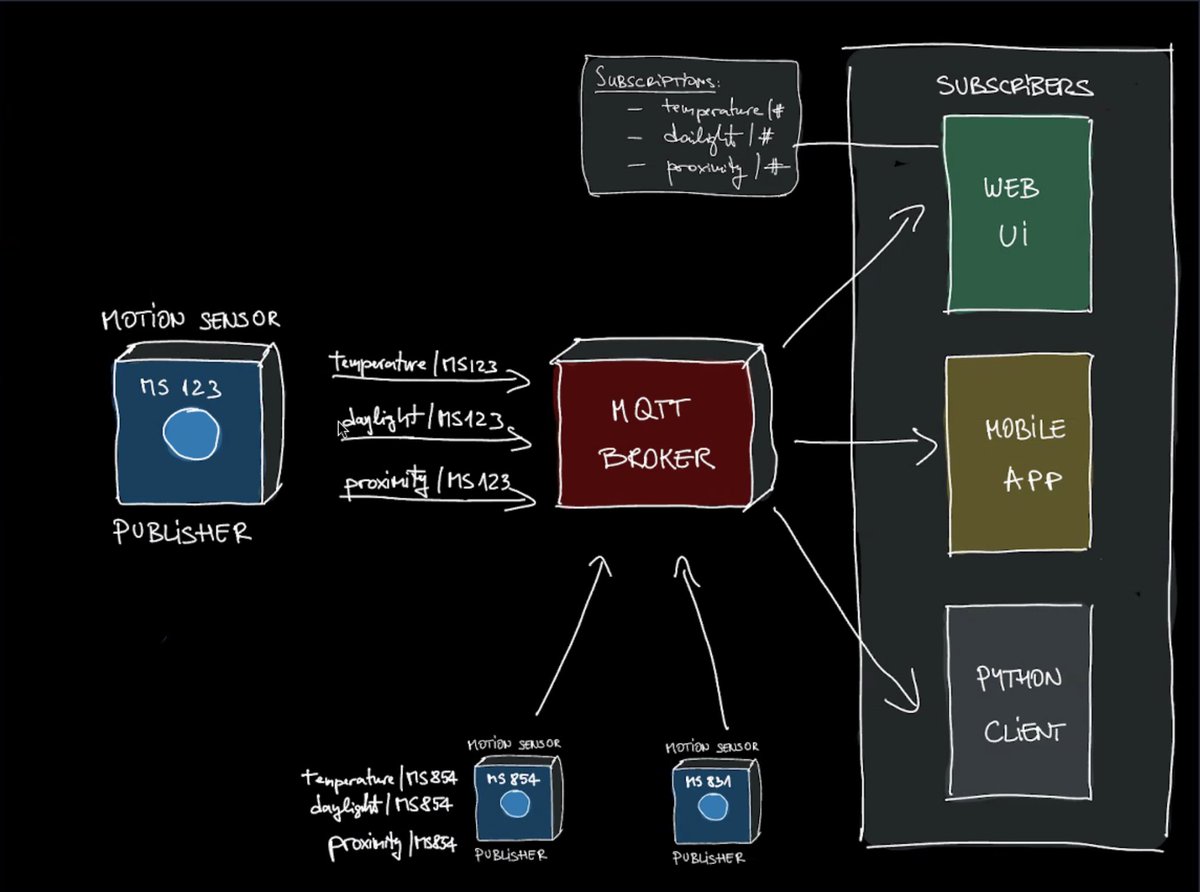 SUBSCRIPTIONS:
– temperature/#
– dailight/#
– proximity/#
SUBSCRIBERS
WEB
Ui
MOTION SENSOR
MS 123
PUBLISHER
temperature/MS123
daylight/MS123
proximity/MS123
MQTT
BROKER
MOBILE
APP
PYTHON
CLIENT
MOTION SENSOR
MS 854
PUBLISHER
temperature/MS854
daylight/MS854
proximity/MS854
MOTION SENSOR
MS 831
PUBLISHER